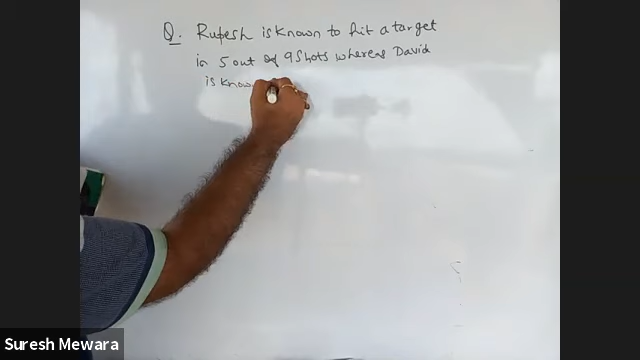 Q. Rupesh is known to hit a target
in 5 out of 9 Shots whereas David
is know
Suresh Mewara